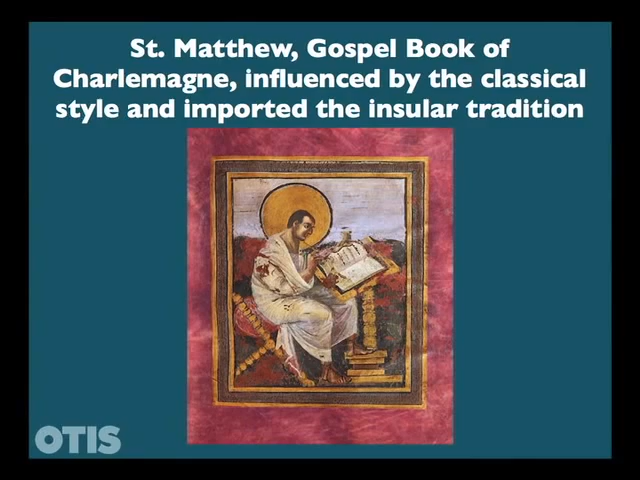 St. Matthew, Gospel Book of
Charlemagne, influenced by the classical
style and imported the insular tradition
OTIS